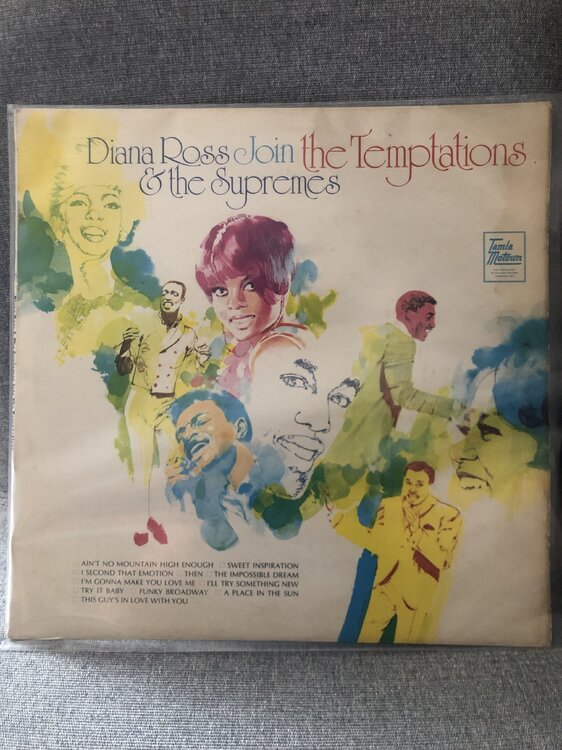 Diana Ross Join the Temptations
& the Supremes
Tamla
Motown
AIN'T NO MOUNTAIN HIGH ENOUGH SWEET INSPIRATION
I SECOND THAT EMOTION THEN THE IMPOSSIBLE DREAM
I'M GONNA MAKE YOU LOVE ME I'LL TRY SOMETHING NEW
TRY IT BABY FUNKY BROADWAY A PLACE IN THE SUN
THIS GUY'S IN LOVE WITH YOU